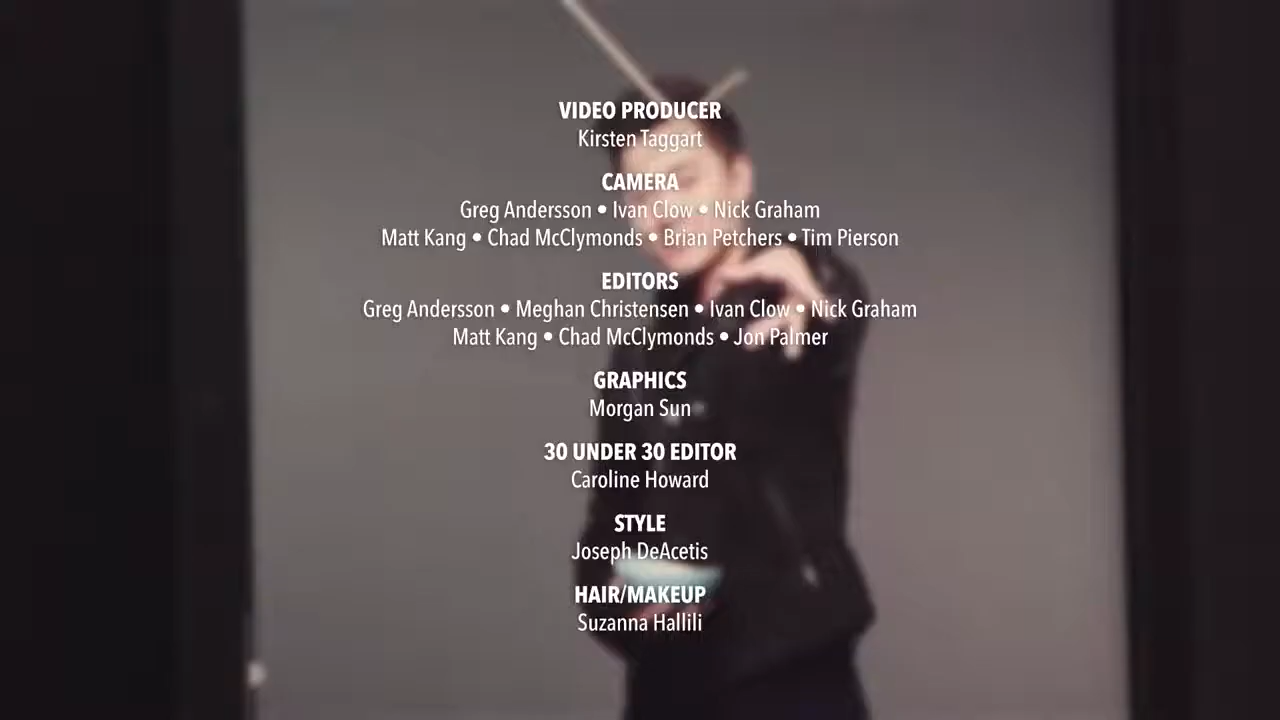 VIDEO PRODUCER
Kirsten Taggart
CAMERA
Greg Andersson • Ivan Clow • Nick Graham
Matt Kang • Chad McClymonds • Brian Petchers • Tim Pierson
EDITORS
Greg Andersson • Meghan Christensen • Ivan Clow • Nick Graham
Matt Kang • Chad McClymonds • Jon Palmer
GRAPHICS
Morgan Sun
30 UNDER 30 EDITOR
Caroline Howard
STYLE
Joseph DeAcetis
HAIR/MAKEUP
Suzanna Hallili